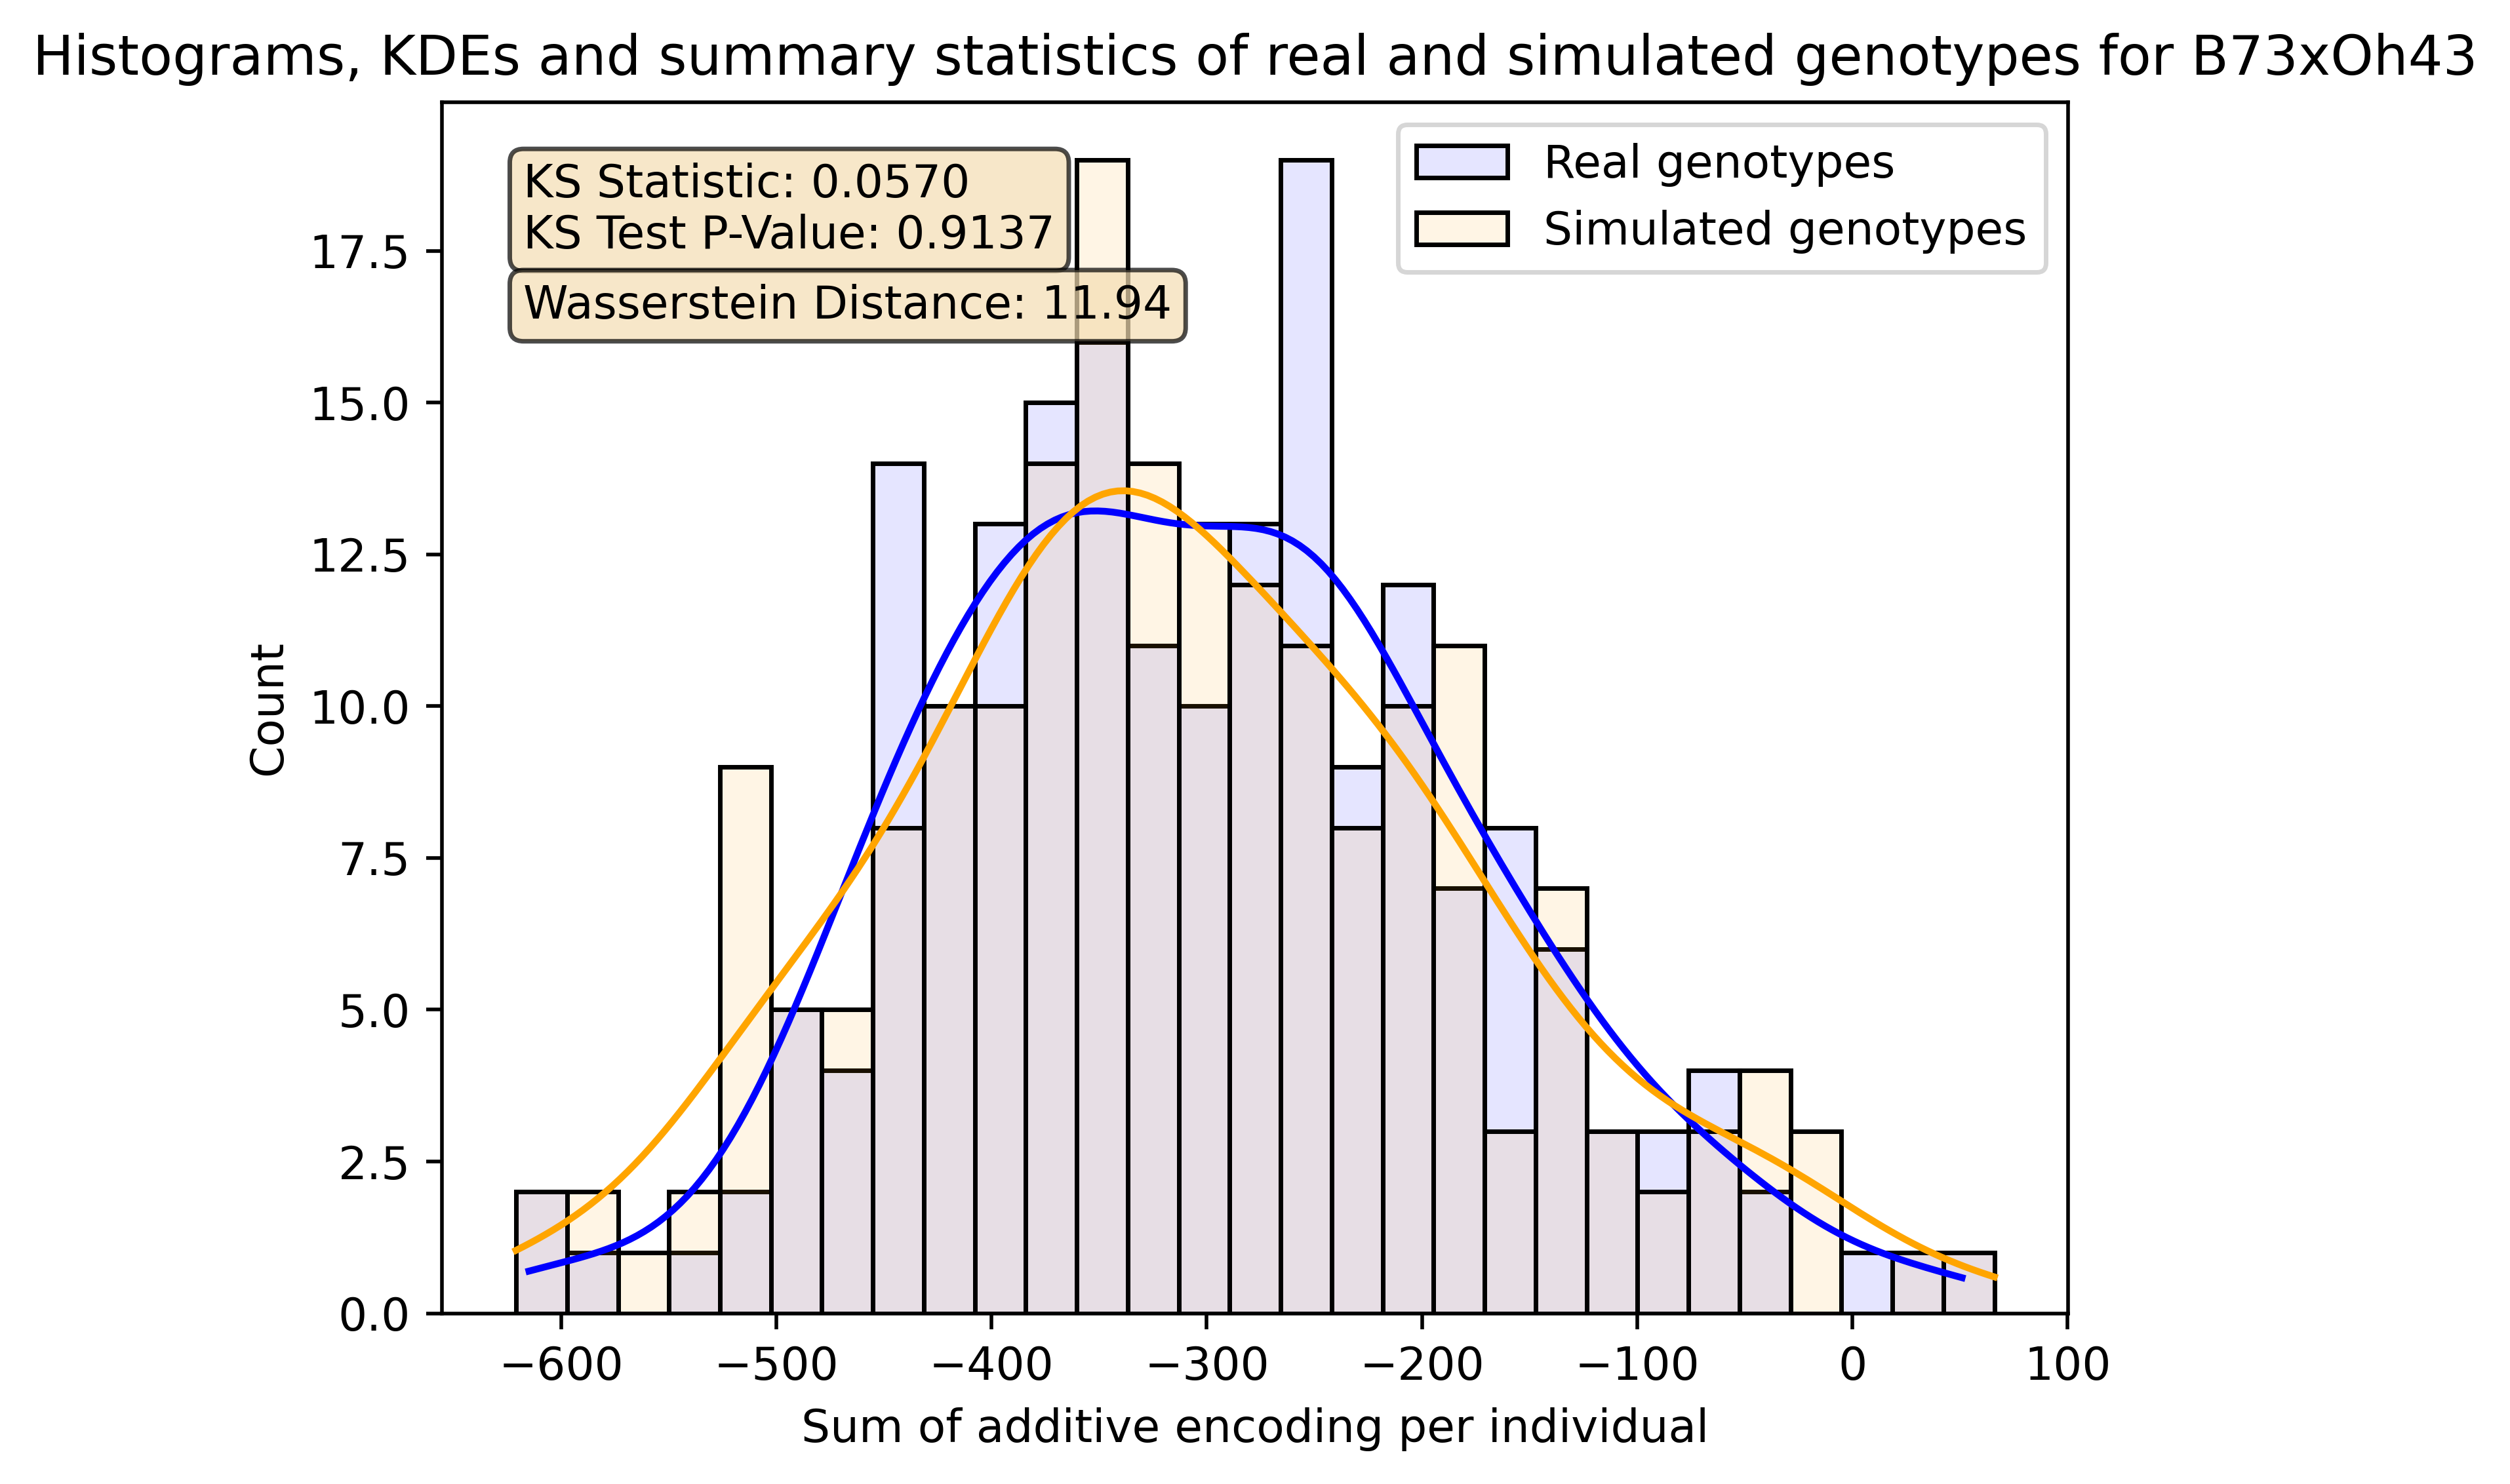 Histograms, KDEs and summary statistics of real and simulated genotypes for B73xOh43
KS Statistic: 0.0570
KS Test P-Value: 0.9137
Wasserstein Distance: 11.94
Real genotypes
Simulated genotypes
17.5
15.0
12.5
10.0
7.5
5.0
2.5
0.0
Count
−600 −500 −400 −300 −200 −100 0 100
Sum of additive encoding per individual